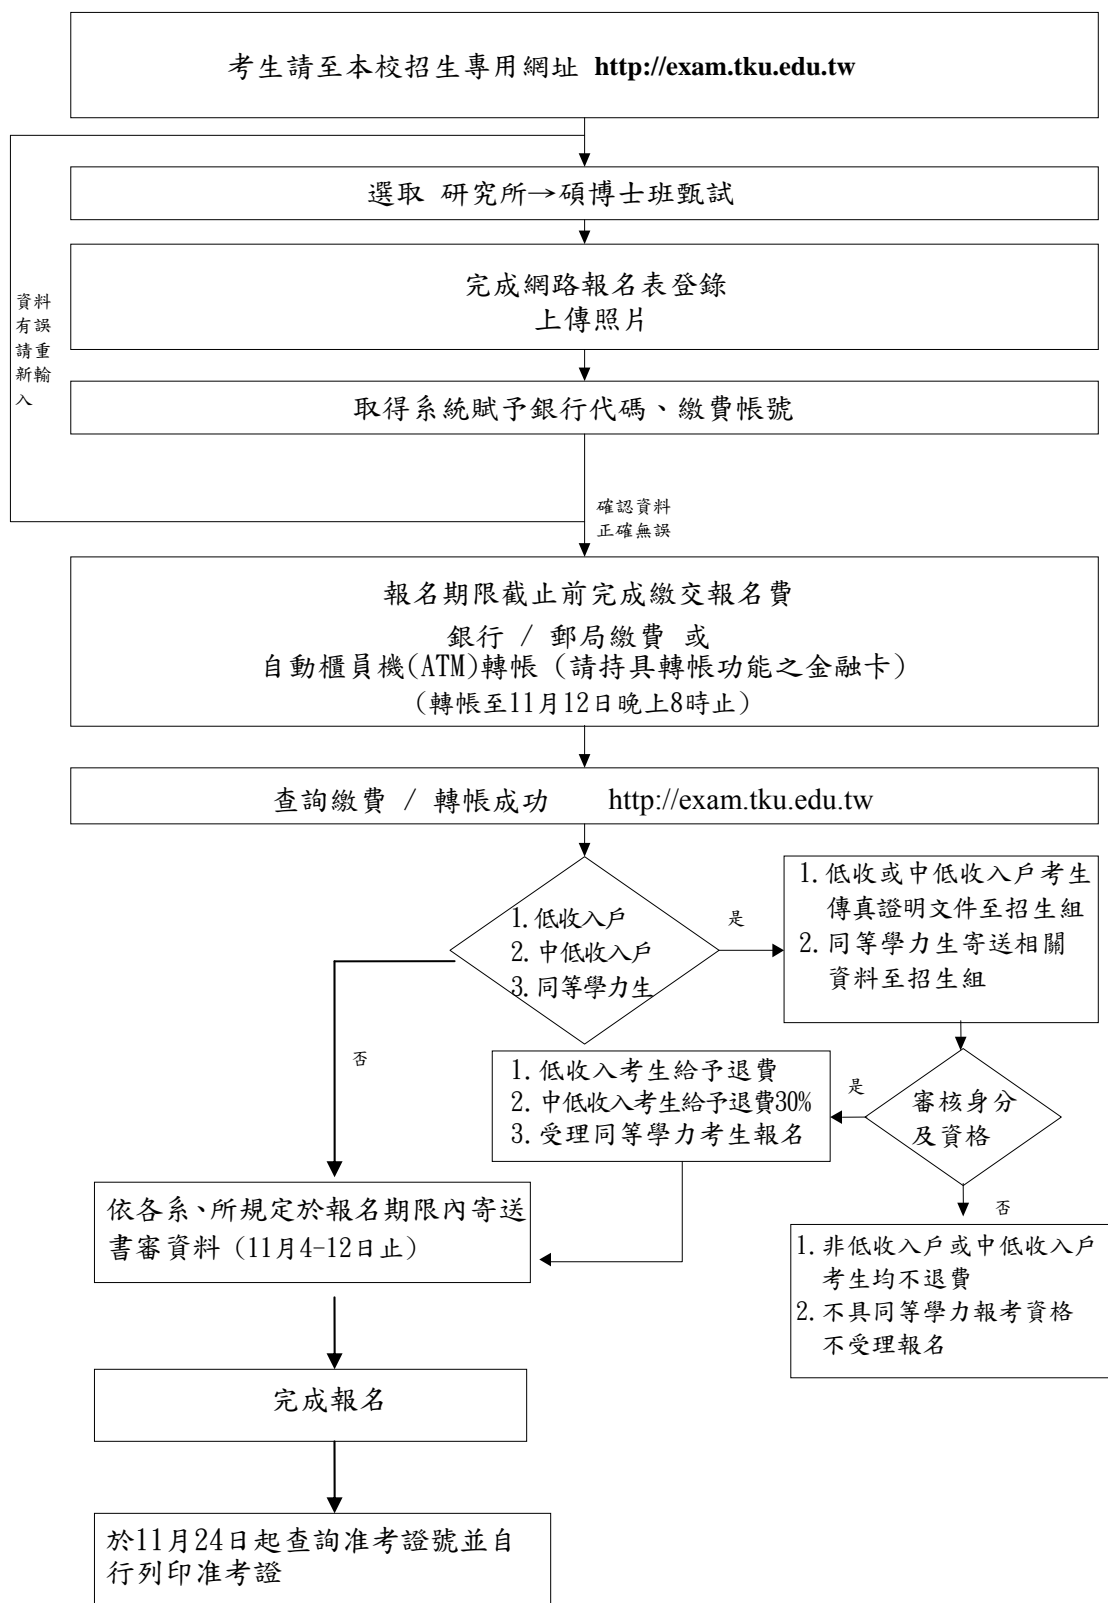 考生請至本校招生專用網址 http://exam.tku.edu.tw
選取 研究所→碩博士班甄試
完成網路報名表登錄
上傳照片
資料
有誤
請重
新輸
入
取得系統賦予銀行代碼、繳費帳號
確認資料
正確無誤
報名期限截止前完成繳交報名費
銀行 / 郵局繳費 或
自動櫃員機(ATM)轉帳（請持具轉帳功能之金融卡）
（轉帳至11月12日晚上8時止）
查詢繳費 / 轉帳成功 http://exam.tku.edu.tw
1.低收入戶
2.中低收入戶
3.同等學力生
是
1.低收或中低收入戶考生
傳真證明文件至招生組
2.同等學力生寄送相關
資料至招生組
否
1.低收入考生給予退費
2.中低收入考生給予退費30%
3.受理同等學力考生報名
是
審核身分
及資格
否
依各系、所規定於報名期限內寄送
書審資料（11月4-12日止）
1.非低收入戶或中低收入戶
考生均不退費
2.不具同等學力報考資格
不受理報名
完成報名
於11月24日起查詢准考證號並自
行列印准考證